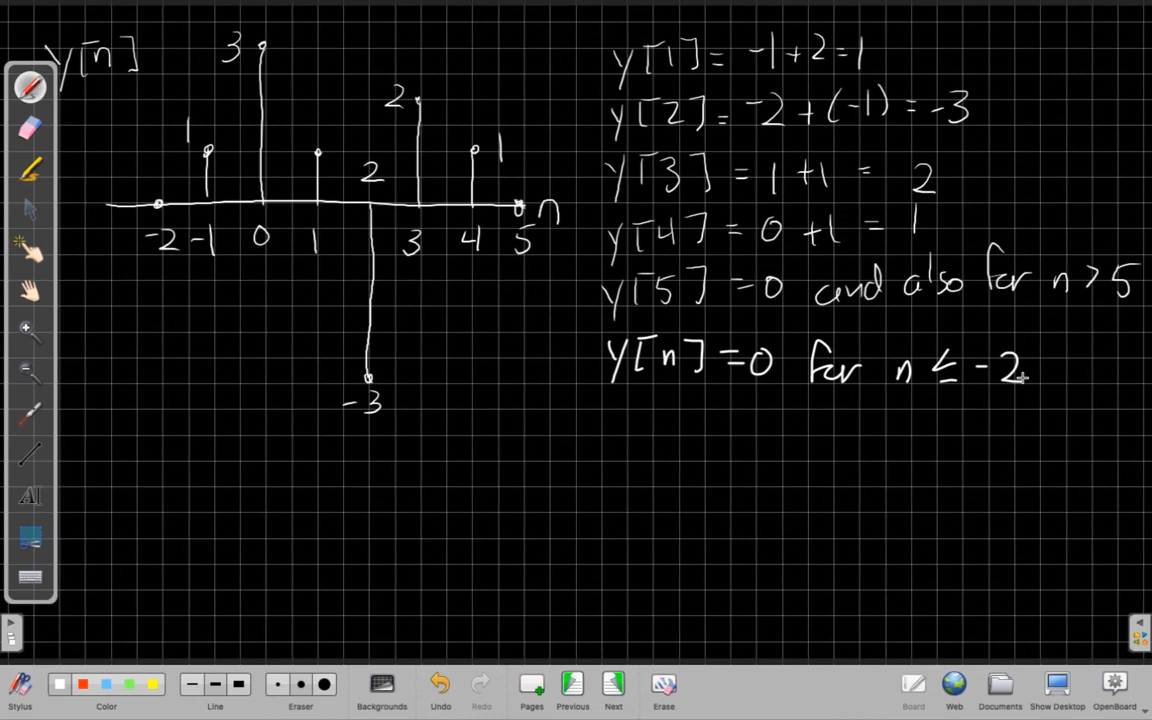 y[n]
3
1
2
2
1
n
-2 -1 0 1 3 4 5
-3
y[1] = -1+2=1
y[2] = -2 + (-1) = -3
y[3] = 1 +1 = 2
y[4] = 0 +1 = 1
y[5] =0 and also for n > 5
y[n] =0 for n ≤ -2
Stylus
Color
Line
Eraser
Backgrounds
Undo
Redo
Pages
Previous
Next
Erase
Board
Web
Documents
Show Desktop
OpenBoard